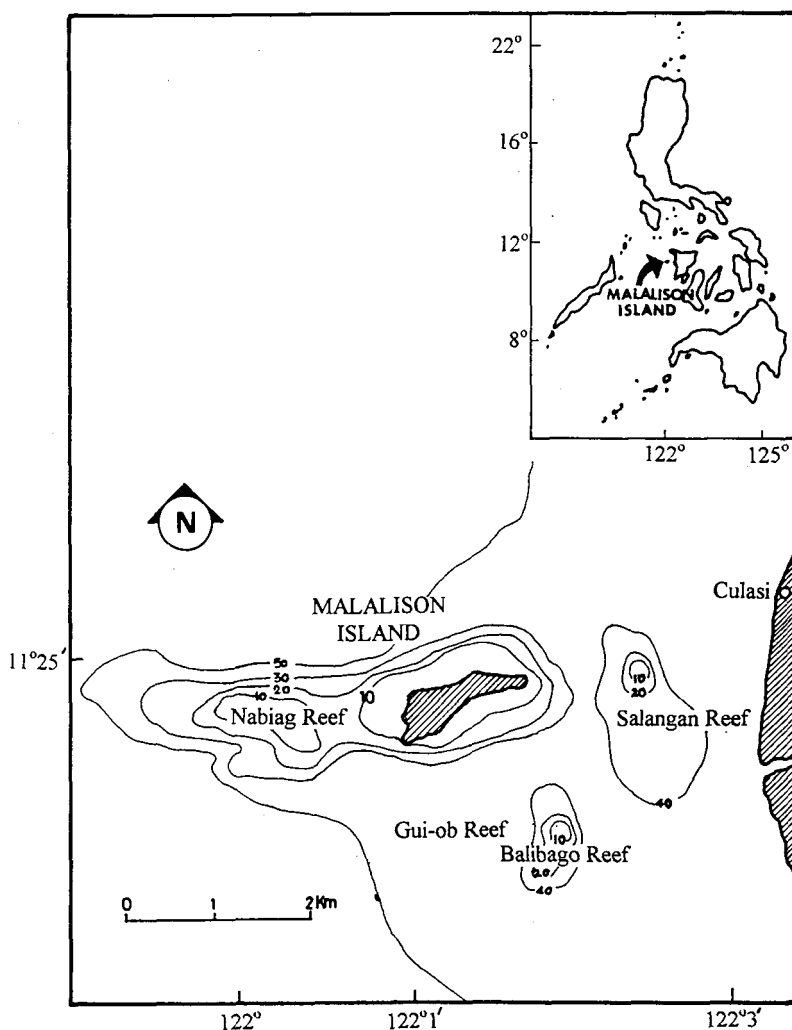 22°
16°
12°
8°
MALALISON
ISLAND
122°
125°
N
Culasi
MALALISON
ISLAND
11°25'
50
30
20
10
10
Nabiag Reef
10
20
Salangan Reef
40
Gui-ob Reef
10
Balibago Reef
20
40
0 1 2 Km
122°
122°1'
122°3'